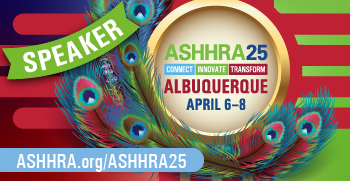 SPEAKER
ASHHRA25
CONNECT INNOVATE TRANSFORM
ALBUQUERQUE
APRIL 6–8
ASHHRA.org/ASHHRA25